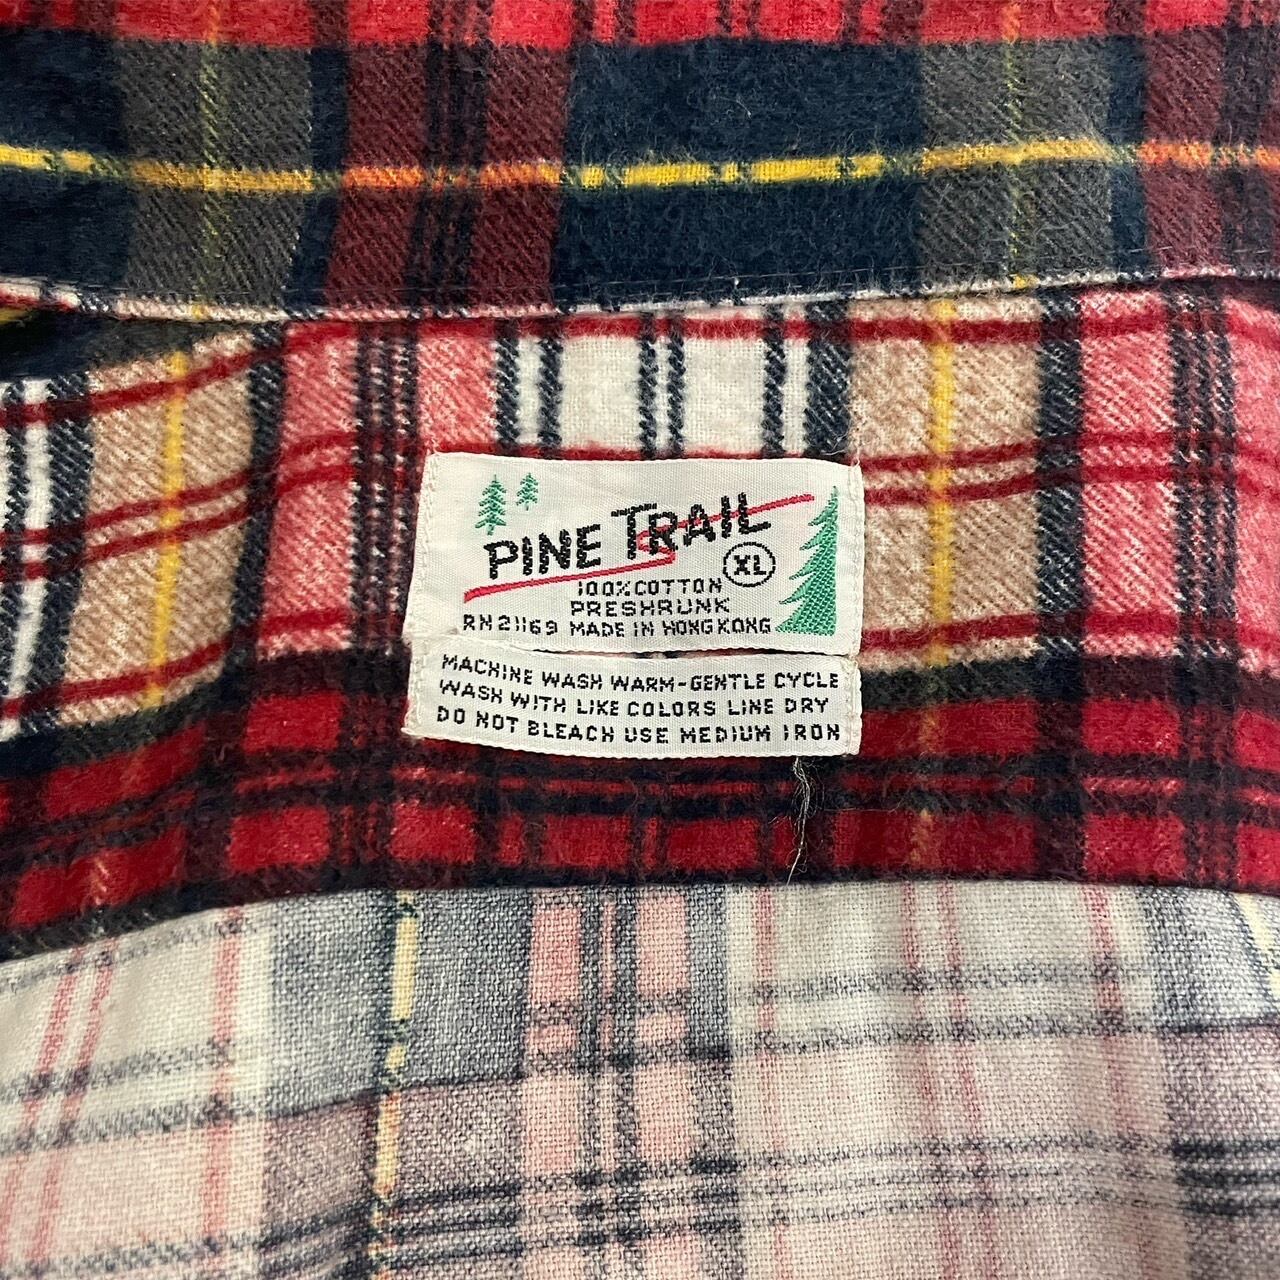 PINE TRAIL
XL
100% COTTON
PRESHRUNK
RN 21169 MADE IN HONG KONG
MACHINE WASH WARM-GENTLE CYCLE
WASH WITH LIKE COLORS LINE DRY
DO NOT BLEACH USE MEDIUM IRON